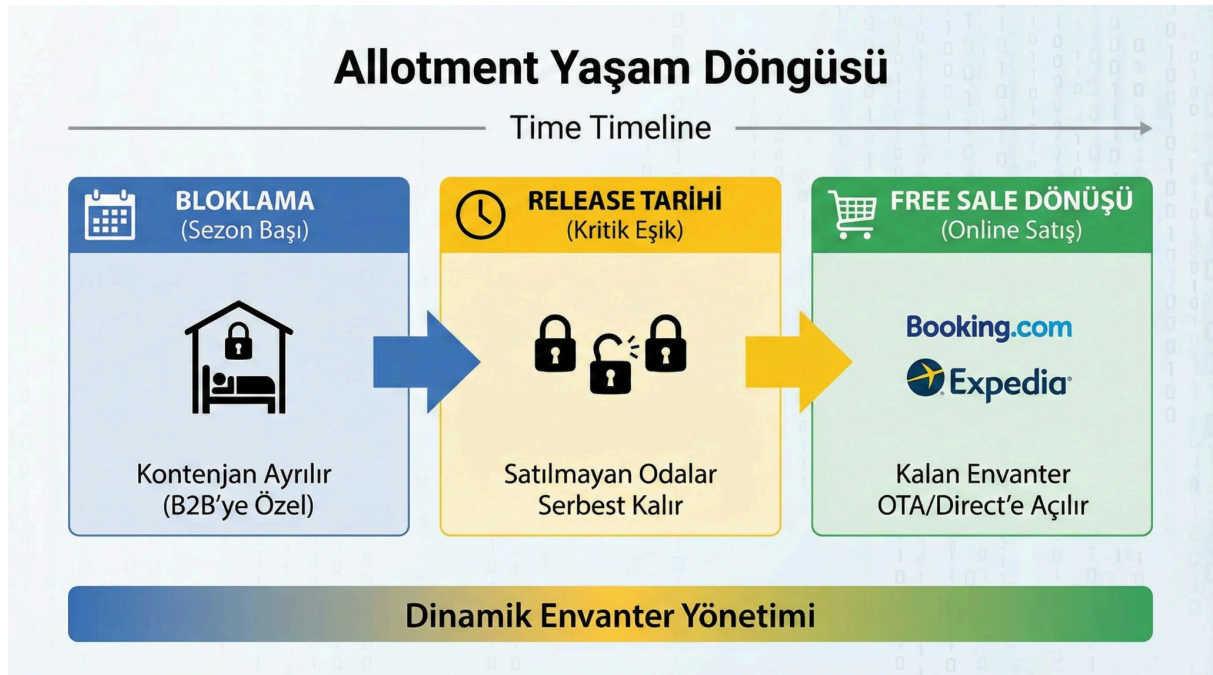 Allotment Yaşam Döngüsü
Time Timeline
BLOKLAMA
(Sezon Başı)
Kontenjan Ayrılır
(B2B'ye Özel)
RELEASE TARİHİ
(Kritik Eşik)
Satılmayan Odalar
Serbest Kalır
FREE SALE DÖNÜŞÜ
(Online Satış)
Booking.com
Expedia
Kalan Envanter
OTA/Direct'e Açılır
Dinamik Envanter Yönetimi